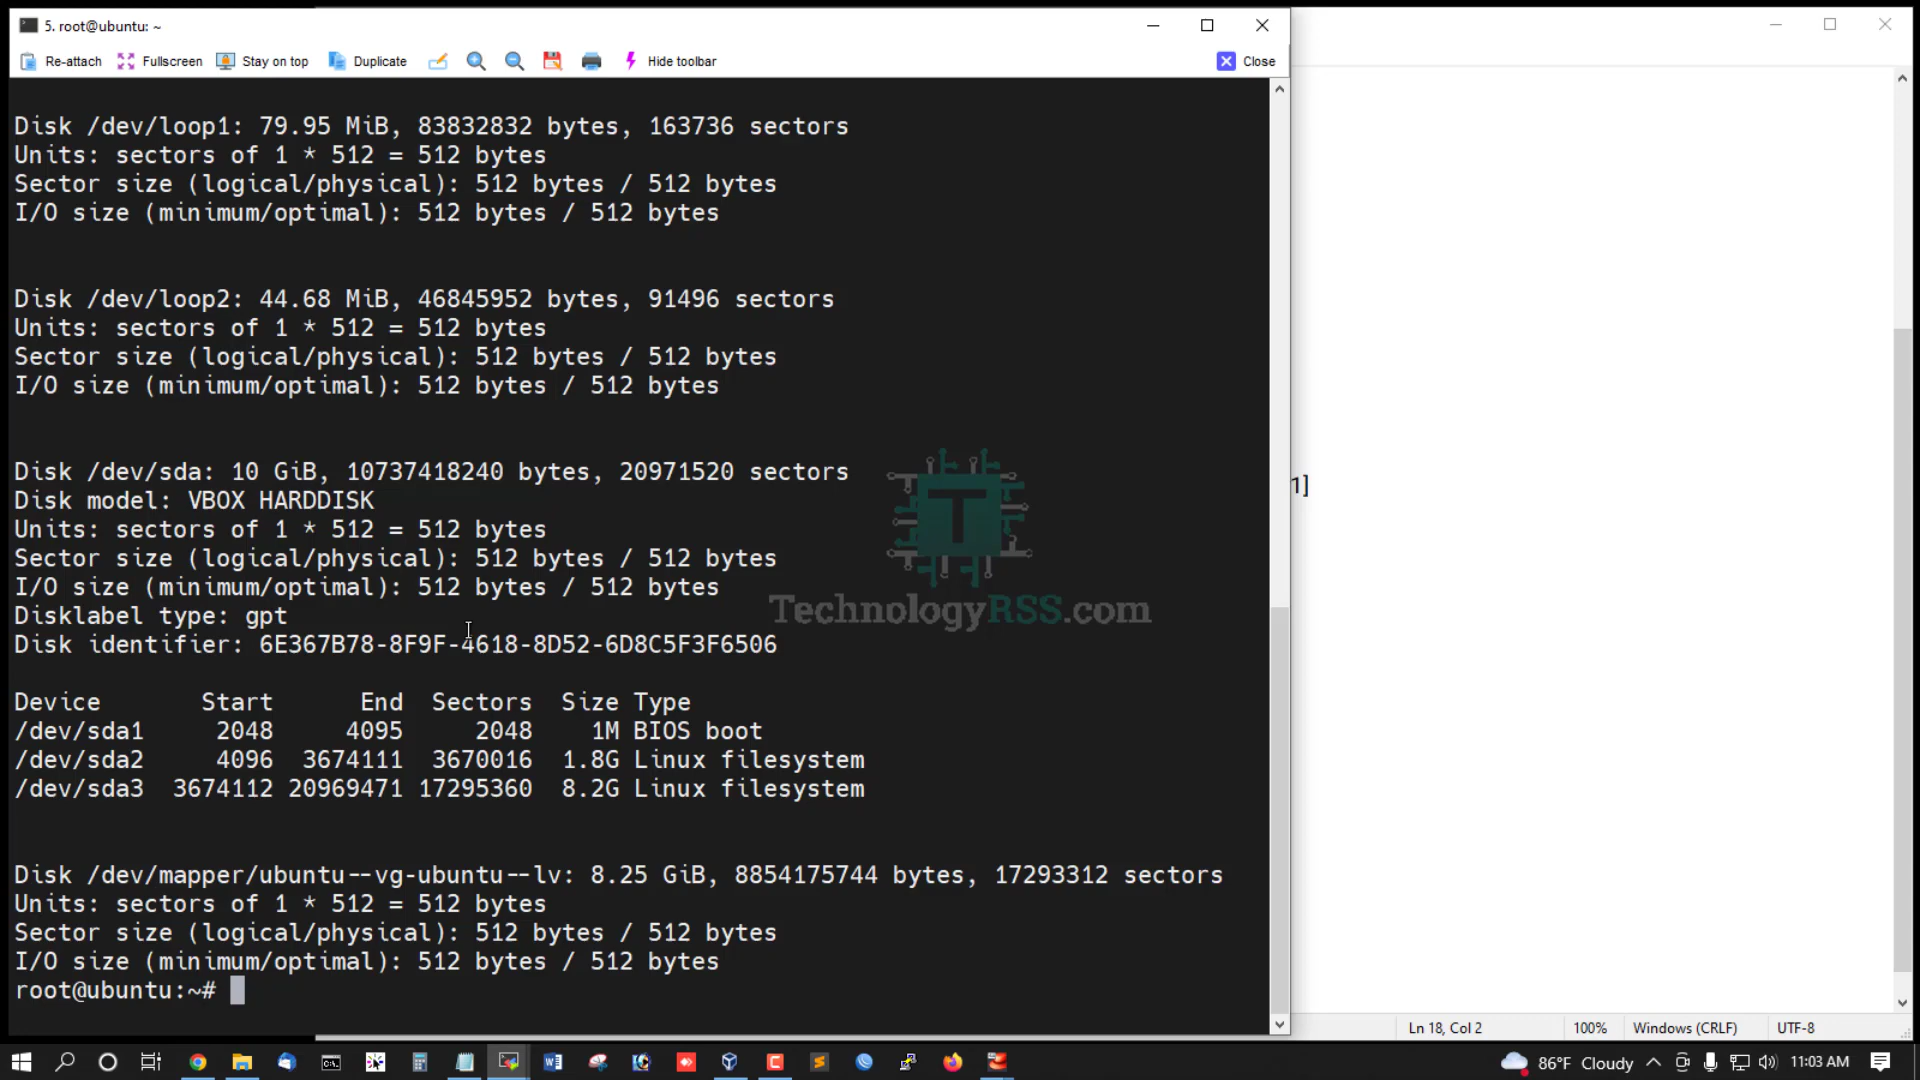 5. root@ubuntu: ~
Re-attach Fullscreen Stay on top Duplicate Hide toolbar Close
Disk /dev/loop1: 79.95 MiB, 83832832 bytes, 163736 sectors
Units: sectors of 1 * 512 = 512 bytes
Sector size (logical/physical): 512 bytes / 512 bytes
I/O size (minimum/optimal): 512 bytes / 512 bytes
Disk /dev/loop2: 44.68 MiB, 46845952 bytes, 91496 sectors
Units: sectors of 1 * 512 = 512 bytes
Sector size (logical/physical): 512 bytes / 512 bytes
I/O size (minimum/optimal): 512 bytes / 512 bytes
Disk /dev/sda: 10 GiB, 10737418240 bytes, 20971520 sectors
Disk model: VBOX HARDDISK
Units: sectors of 1 * 512 = 512 bytes
Sector size (logical/physical): 512 bytes / 512 bytes
I/O size (minimum/optimal): 512 bytes / 512 bytes
Disklabel type: gpt
Disk identifier: 6E367B78-8F9F-4618-8D52-6D8C5F3F6506
Device Start End Sectors Size Type
/dev/sda1 2048 4095 2048 1M BIOS boot
/dev/sda2 4096 3674111 3670016 1.8G Linux filesystem
/dev/sda3 3674112 20969471 17295360 8.2G Linux filesystem
Disk /dev/mapper/ubuntu--vg-ubuntu--lv: 8.25 GiB, 8854175744 bytes, 17293312 sectors
Units: sectors of 1 * 512 = 512 bytes
Sector size (logical/physical): 512 bytes / 512 bytes
I/O size (minimum/optimal): 512 bytes / 512 bytes
root@ubuntu:~#
T
TechnologyRSS.com
1]
Ln 18, Col 2 100% Windows (CRLF) UTF-8
86°F Cloudy 11:03 AM